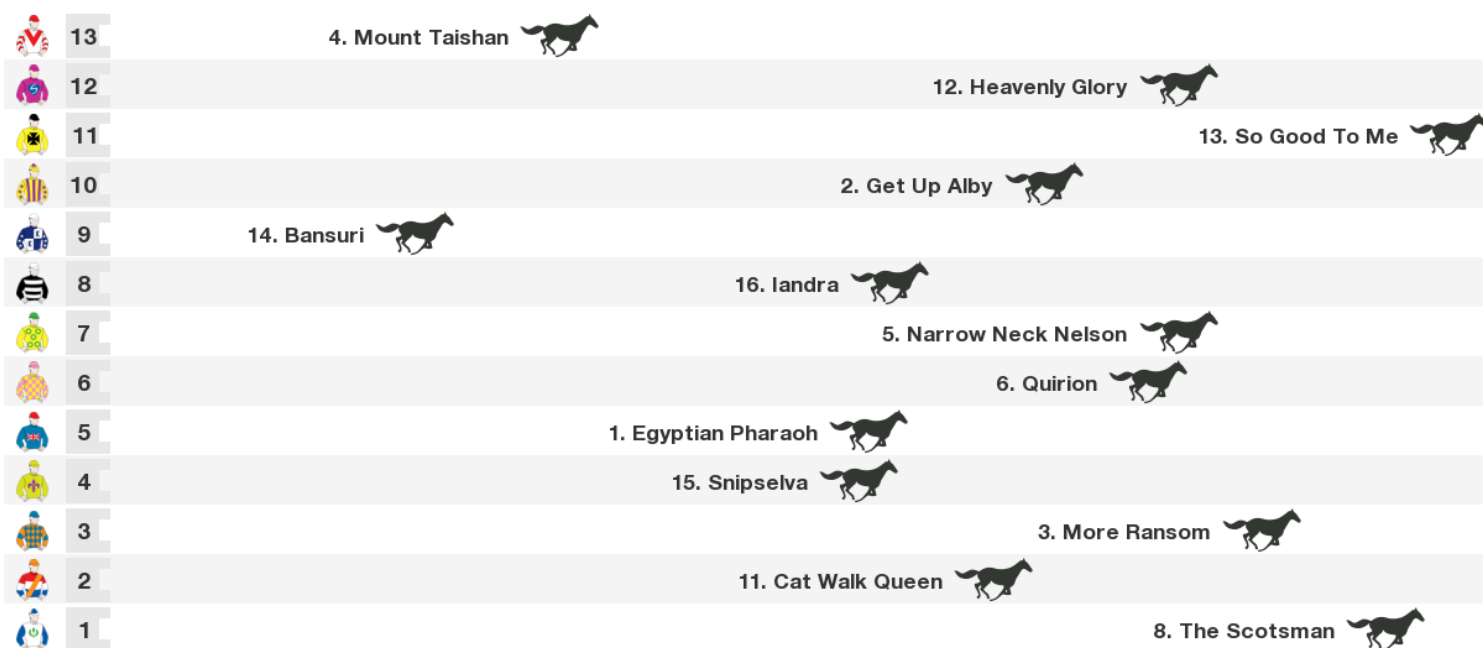 13 4. Mount Taishan
12 12. Heavenly Glory
11 13. So Good To Me
10 2. Get Up Alby
9 14. Bansuri
8 16. Iandra
7 5. Narrow Neck Nelson
6 6. Quirion
5 1. Egyptian Pharaoh
4 15. Snipselva
3 3. More Ransom
2 11. Cat Walk Queen
1 8. The Scotsman